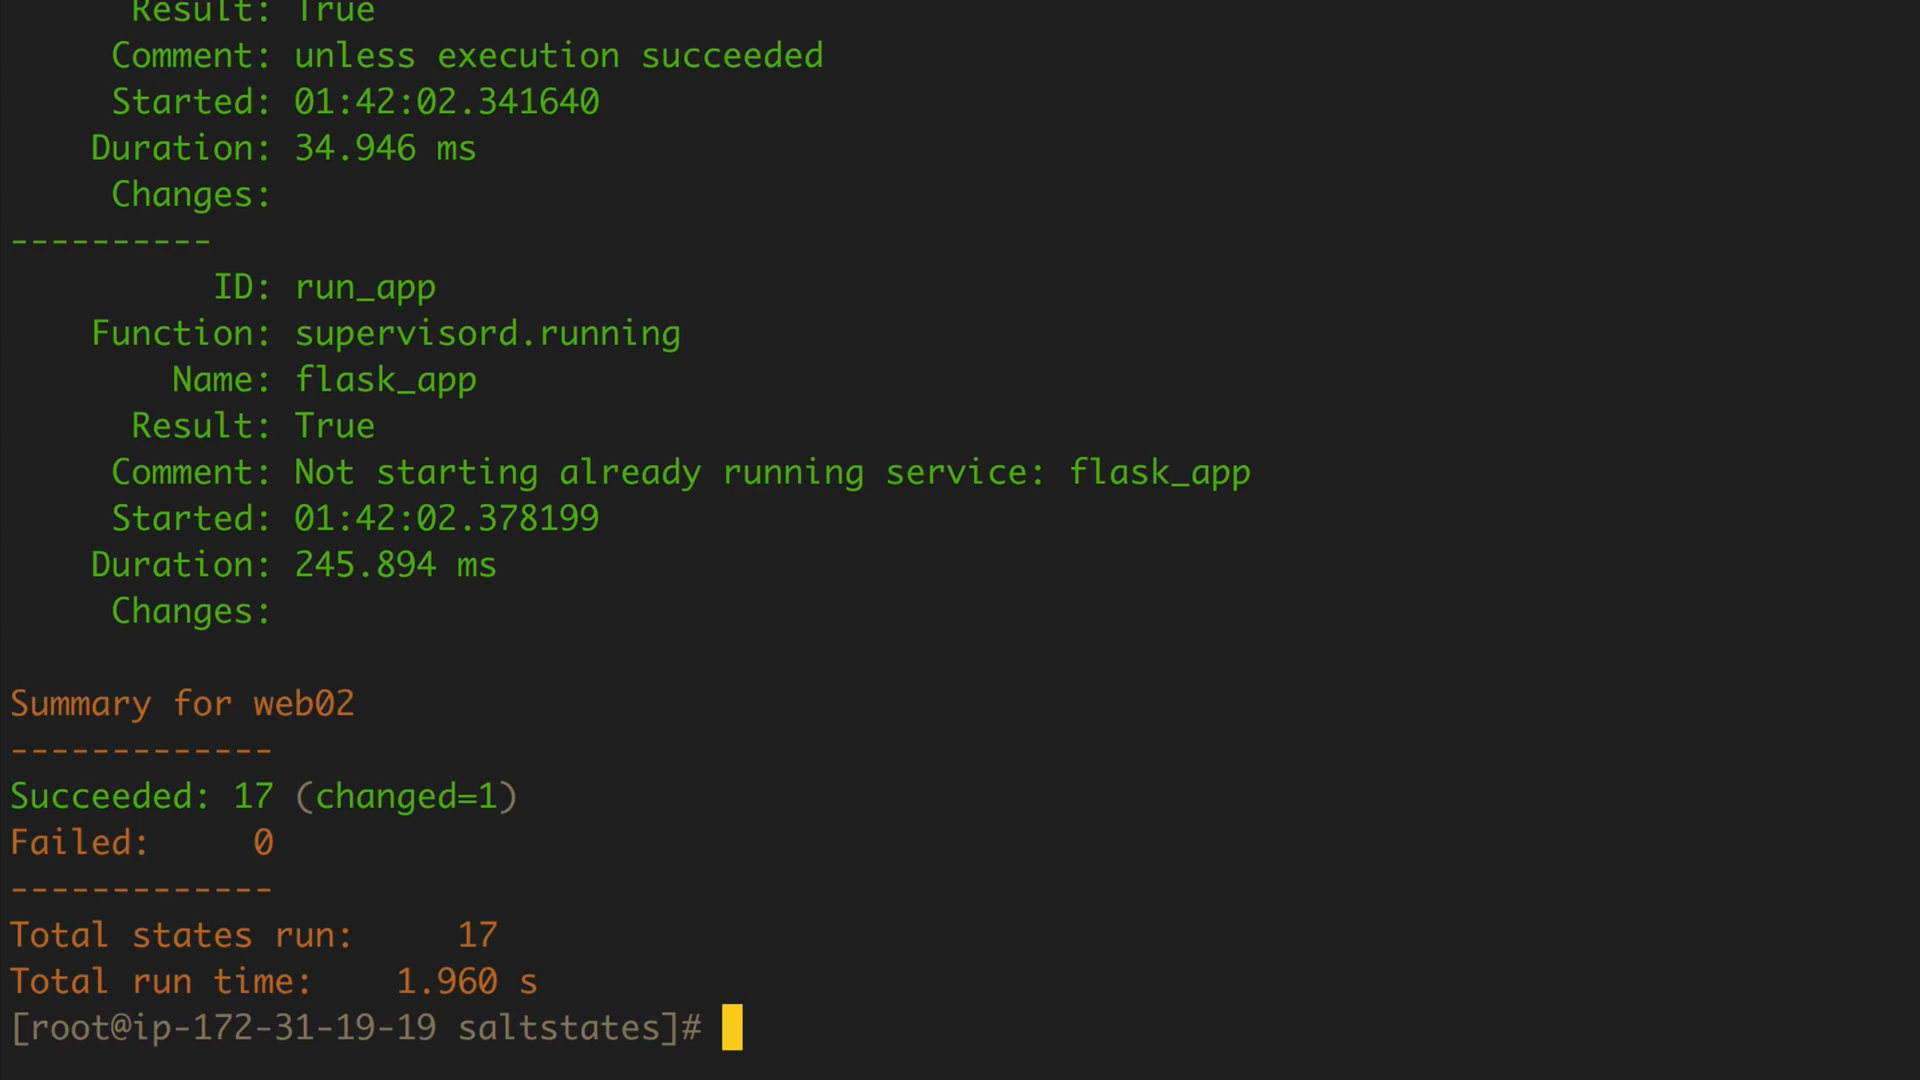 Result: True
Comment: unless execution succeeded
Started: 01:42:02.341640
Duration: 34.946 ms
Changes:
----------
ID: run_app
Function: supervisord.running
Name: flask_app
Result: True
Comment: Not starting already running service: flask_app
Started: 01:42:02.378199
Duration: 245.894 ms
Changes:
Summary for web02
-------------
Succeeded: 17 (changed=1)
Failed:     0
-------------
Total states run:     17
Total run time:    1.960 s
[root@ip-172-31-19-19 saltstates]#